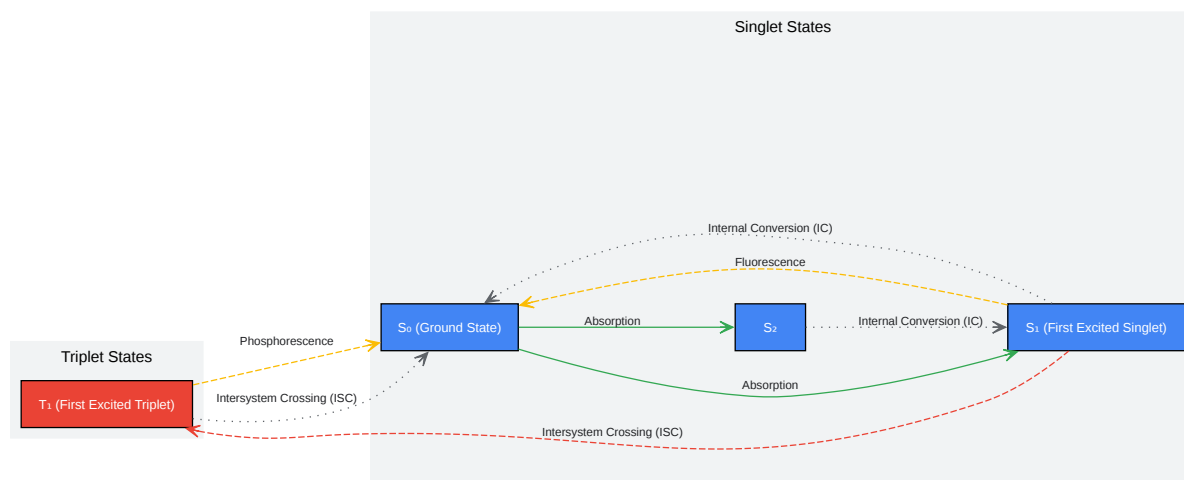 Singlet States
Internal Conversion (IC)
Fluorescence
S₀ (Ground State)
Absorption
S₂
Internal Conversion (IC)
S₁ (First Excited Singlet)
Phosphorescence
Triplet States
Absorption
Intersystem Crossing (ISC)
T₁ (First Excited Triplet)
Intersystem Crossing (ISC)